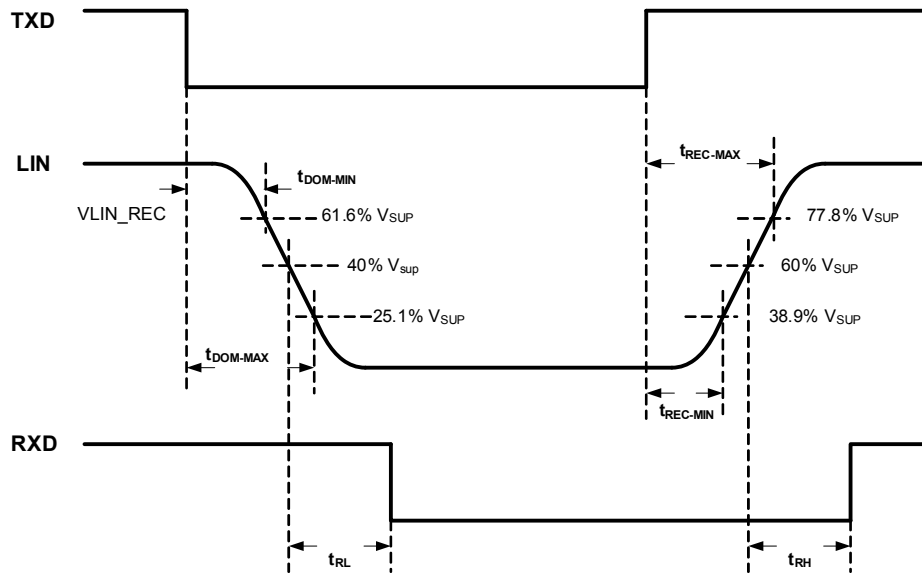 TXD
LIN
tREC-MAX
tDOM-MIN
VLIN_REC
61.6% VSUP
77.8% VSUP
40% Vsup
60% VSUP
25.1% VSUP
38.9% VSUP
tDOM-MAX
tREC-MIN
RXD
tRL
tRH